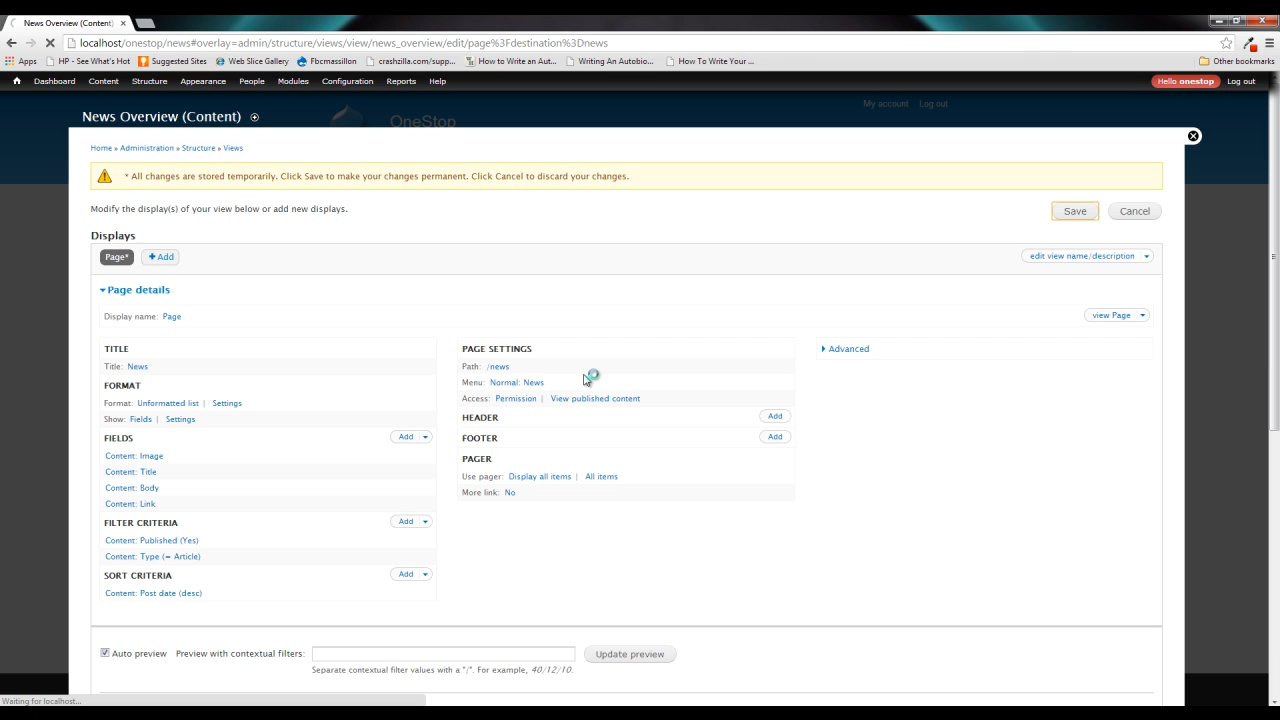 News Overview (Content)
localhost/onestop/news#overlay=admin/structure/views/view/news_overview/edit/page%3Fdestination%3Dnews
Apps HP - See What's Hot Suggested Sites Web Slice Gallery Fbcmassillon crashzilla.com/supp... How to Write an Aut... Writing An Autobio... How To Write Your ... Other bookmarks
Dashboard Content Structure Appearance People Modules Configuration Reports Help Hello onestop Log out
My account Log out
News Overview (Content)
OneStop
Home » Administration » Structure » Views
* All changes are stored temporarily. Click Save to make your changes permanent. Click Cancel to discard your changes.
Modify the display(s) of your view below or add new displays.
Save Cancel
Displays
Page* Add edit view name/description
Page details
Display name: Page view Page
TITLE PAGE SETTINGS Advanced
Title: News Path: /news
FORMAT Menu: Normal: News
Format: Unformatted list | Settings Access: Permission | View published content
Show: Fields | Settings HEADER Add
FIELDS Add FOOTER Add
Content: Image PAGER
Content: Title Use pager: Display all items | All items
Content: Body More link: No
Content: Link
FILTER CRITERIA Add
Content: Published (Yes)
Content: Type (= Article)
SORT CRITERIA Add
Content: Post date (desc)
Auto preview Preview with contextual filters: Update preview
Separate contextual filter values with a "/". For example, 40/12/10.
Waiting for localhost...